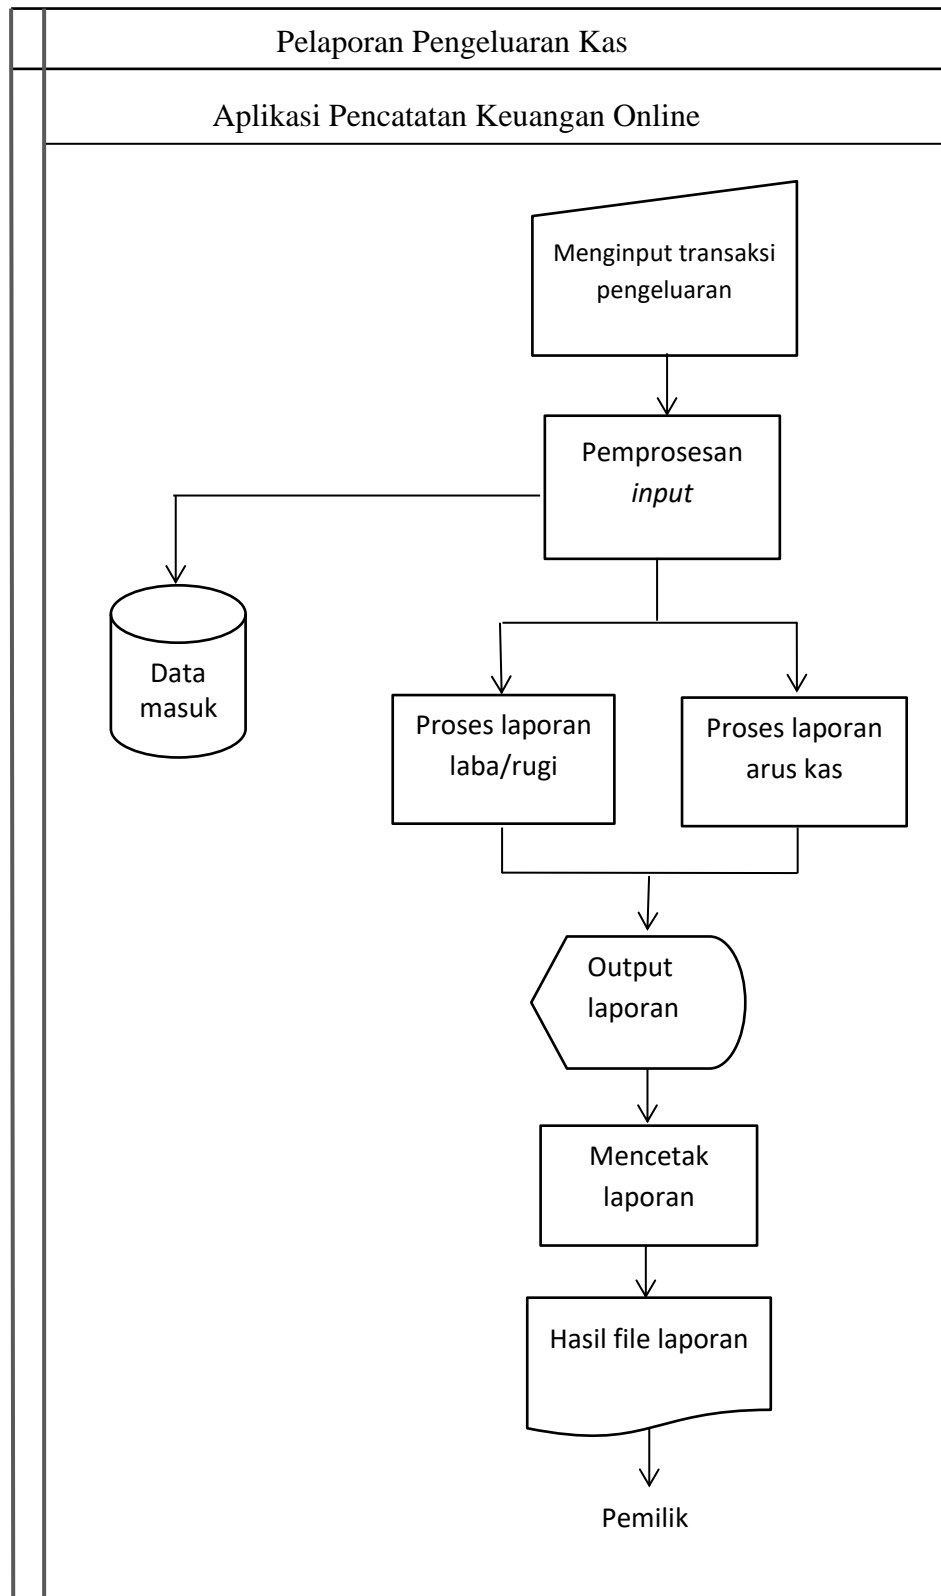 Pelaporan Pengeluaran Kas
Aplikasi Pencatatan Keuangan Online
Menginput transaksi
pengeluaran
Pemprosesan
input
Data
masuk
Proses laporan
laba/rugi
Proses laporan
arus kas
Output
laporan
Mencetak
laporan
Hasil file laporan
Pemilik